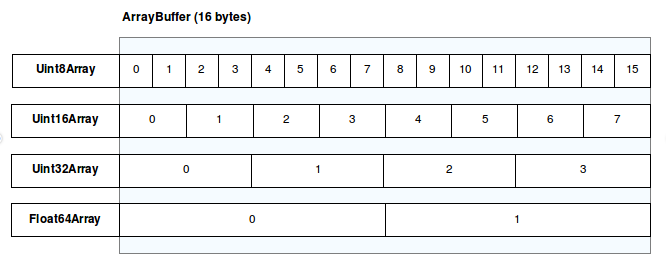 ArrayBuffer (16 bytes)
Uint8Array 0 1 2 3 4 5 6 7 8 9 10 11 12 13 14 15
Uint16Array 0 1 2 3 4 5 6 7
Uint32Array 0 1 2 3
Float64Array 0 1